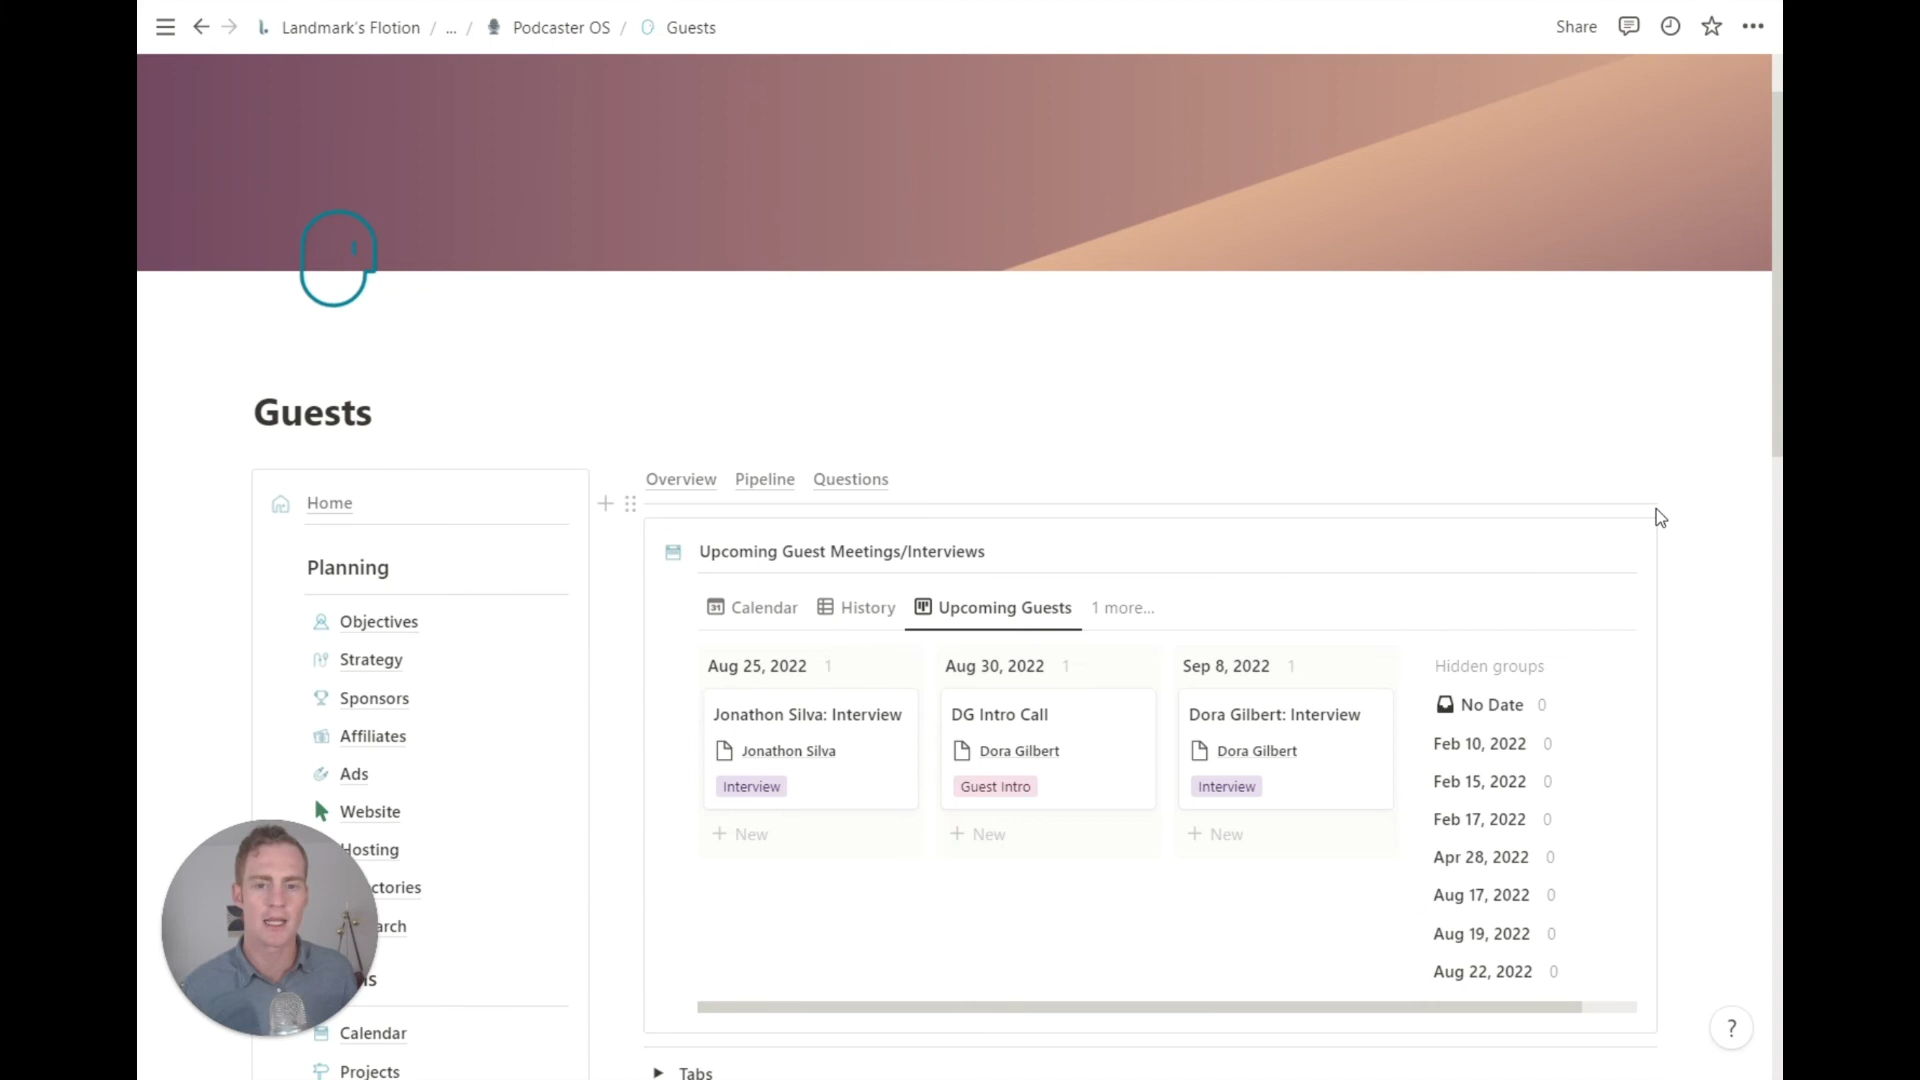 Landmark's Flotion / ... / Podcaster OS / Guests
Share
Guests
Home
Planning
Objectives
Strategy
Sponsors
Affiliates
Ads
Website
Hosting
ctories
arch
s
Calendar
Projects
Overview Pipeline Questions
Upcoming Guest Meetings/Interviews
31 Calendar History Upcoming Guests 1 more...
Aug 25, 2022 1
Jonathon Silva: Interview
Jonathon Silva
Interview
+ New
Aug 30, 2022 1
DG Intro Call
Dora Gilbert
Guest Intro
+ New
Sep 8, 2022 1
Dora Gilbert: Interview
Dora Gilbert
Interview
+ New
Hidden groups
No Date 0
Feb 10, 2022 0
Feb 15, 2022 0
Feb 17, 2022 0
Apr 28, 2022 0
Aug 17, 2022 0
Aug 19, 2022 0
Aug 22, 2022 0
Tabs
?